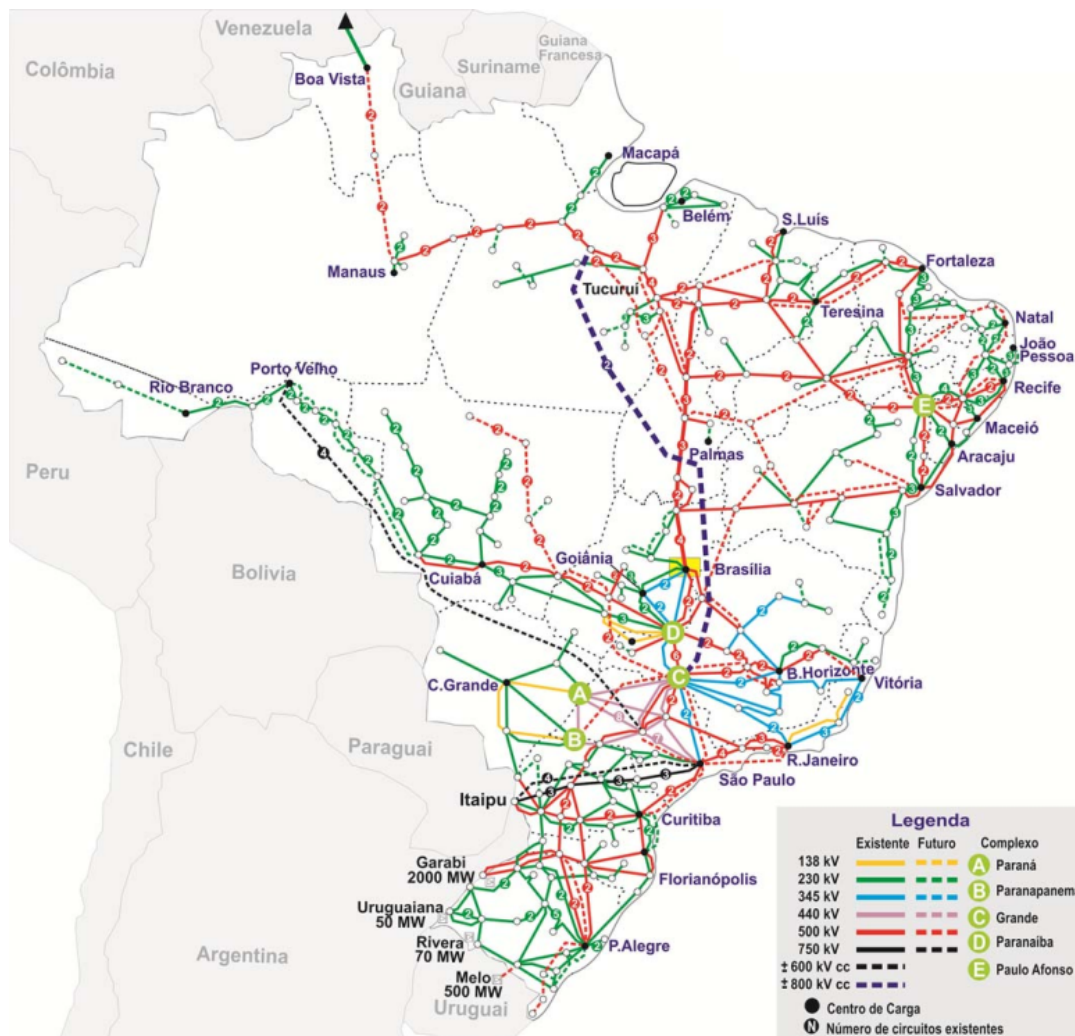 Venezuela
Guiana
Francesa
Suriname
Colômbia
Boa Vista
Guiana
Macapá
Belém
S.Luís
Manaus
Fortaleza
Tucuruí
Teresina
Natal
João
Pessoa
Porto Velho
Rio Branco
Recife
E
Maceió
Palmas
Aracaju
Peru
Salvador
Goiânia
Brasília
Bolivia
Cuiabá
D
C
B.Horizonte
Vitória
C.Grande
A
B
Chile
Paraguai
R.Janeiro
São Paulo
Itaipu
Curitiba
Garabi
2000 MW
Florianópolis
Uruguaiana
50 MW
Rivera
70 MW
P.Alegre
Melo
500 MW
Argentina
Uruguai
Legenda
Existente Futuro Complexo
138 kV A Paraná
230 kV
345 kV B Paranapanema
440 kV C Grande
500 kV
750 kV D Paranaíba
±600 kV cc
±800 kV cc E Paulo Afonso
Centro de Carga
N Número de circuitos existentes